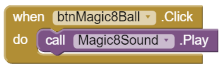 when btnMagic8Ball .Click
do call Magic8Sound .Play